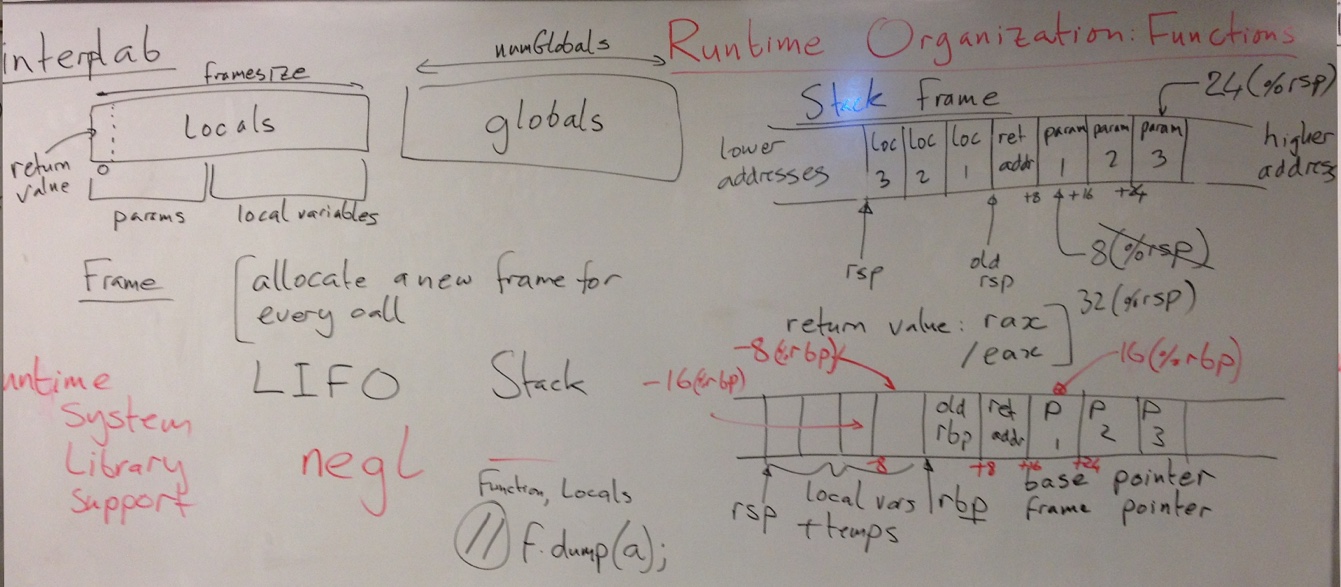 interplab
framesize
Locals
return
value
0
params
local variables
numGlobals
globals
Runtime Organization: Functions
Stack frame
24(%rsp)
lower
addresses
Loc
3
Loc
2
Loc
1
ret
addr
param
1
param
2
param
3
higher
addresses
+8
+16
+24
rsp
old
rsp
8(%rsp)
32(%rsp)
Frame
allocate a new frame for
every call
LIFO
Stack
return value: rax
/eax
untime
System
Library
Support
negl
Function, Locals
// f.dump(a);
-8(%rbp)
-16(%rbp)
16(%rbp)
old
rbp
ret
addr
P
1
P
2
P
3
-8
+8
+16
+24
rsp
local vars
+temps
rbp
base pointer
frame pointer